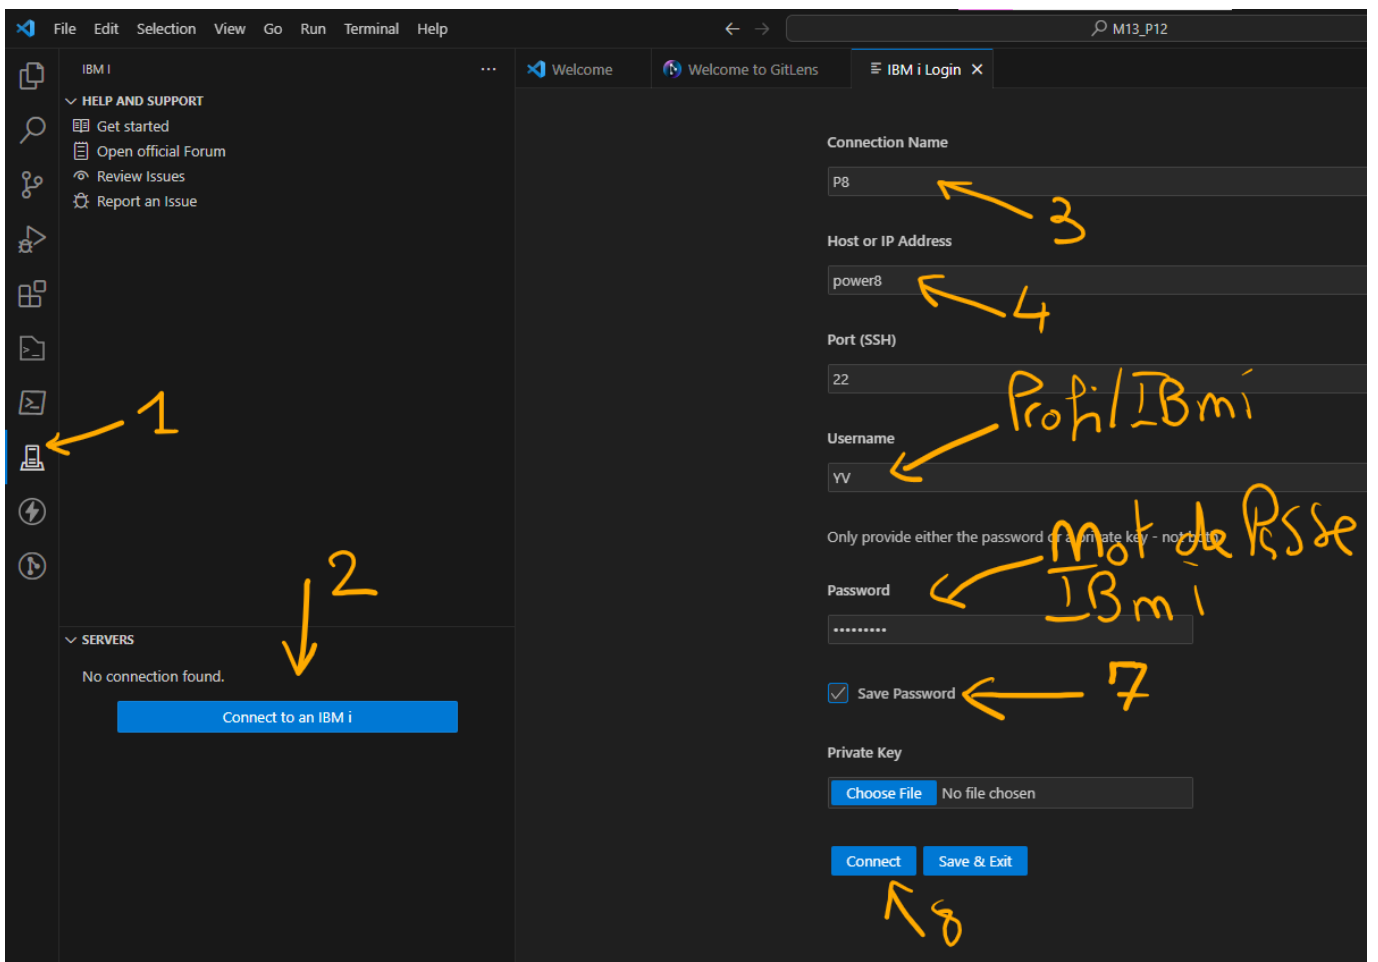 File Edit Selection View Go Run Terminal Help
M13_P12
IBM i
Welcome
Welcome to GitLens
IBM i Login
HELP AND SUPPORT
Get started
Open official Forum
Review Issues
Report an Issue
1
2
SERVERS
No connection found.
Connect to an IBM i
Connection Name
P8
3
Host or IP Address
power8
4
Port (SSH)
22
Profil IBmi
Username
YV
Only provide either the password or a private key - not both.
Mot de Passe
IBmi
Password
•••••••••
Save Password
7
Private Key
Choose File No file chosen
Connect
Save & Exit
8